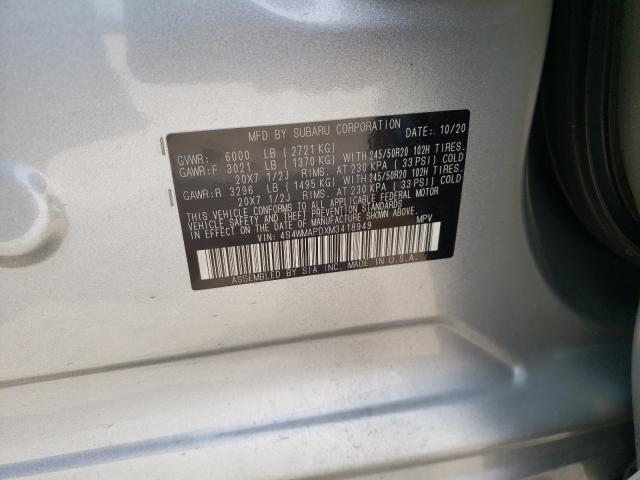 MFD BY SUBARU CORPORATION DATE: 10/20
GVWR: 6000 LB (2721 KG)
GAWR:F 3021 LB (1370 KG) WITH 245/50R20 102H TIRES.
20X7 1/2J RIMS. AT 230 KPA (33 PSI) COLD
GAWR:R 3296 LB (1495 KG) WITH 245/50R20 102H TIRES.
20X7 1/2J RIMS. AT 230 KPA (33 PSI) COLD
THIS VEHICLE CONFORMS TO ALL APPLICABLE FEDERAL MOTOR
VEHICLE SAFETY AND THEFT PREVENTION STANDARDS IN EFFECT ON THE DATE OF
MANUFACTURE SHOWN ABOVE.
VIN: 4S4WMAPDXM3418949 MPV
ASSEMBLED BY SIA INC. MADE IN U.S.A.